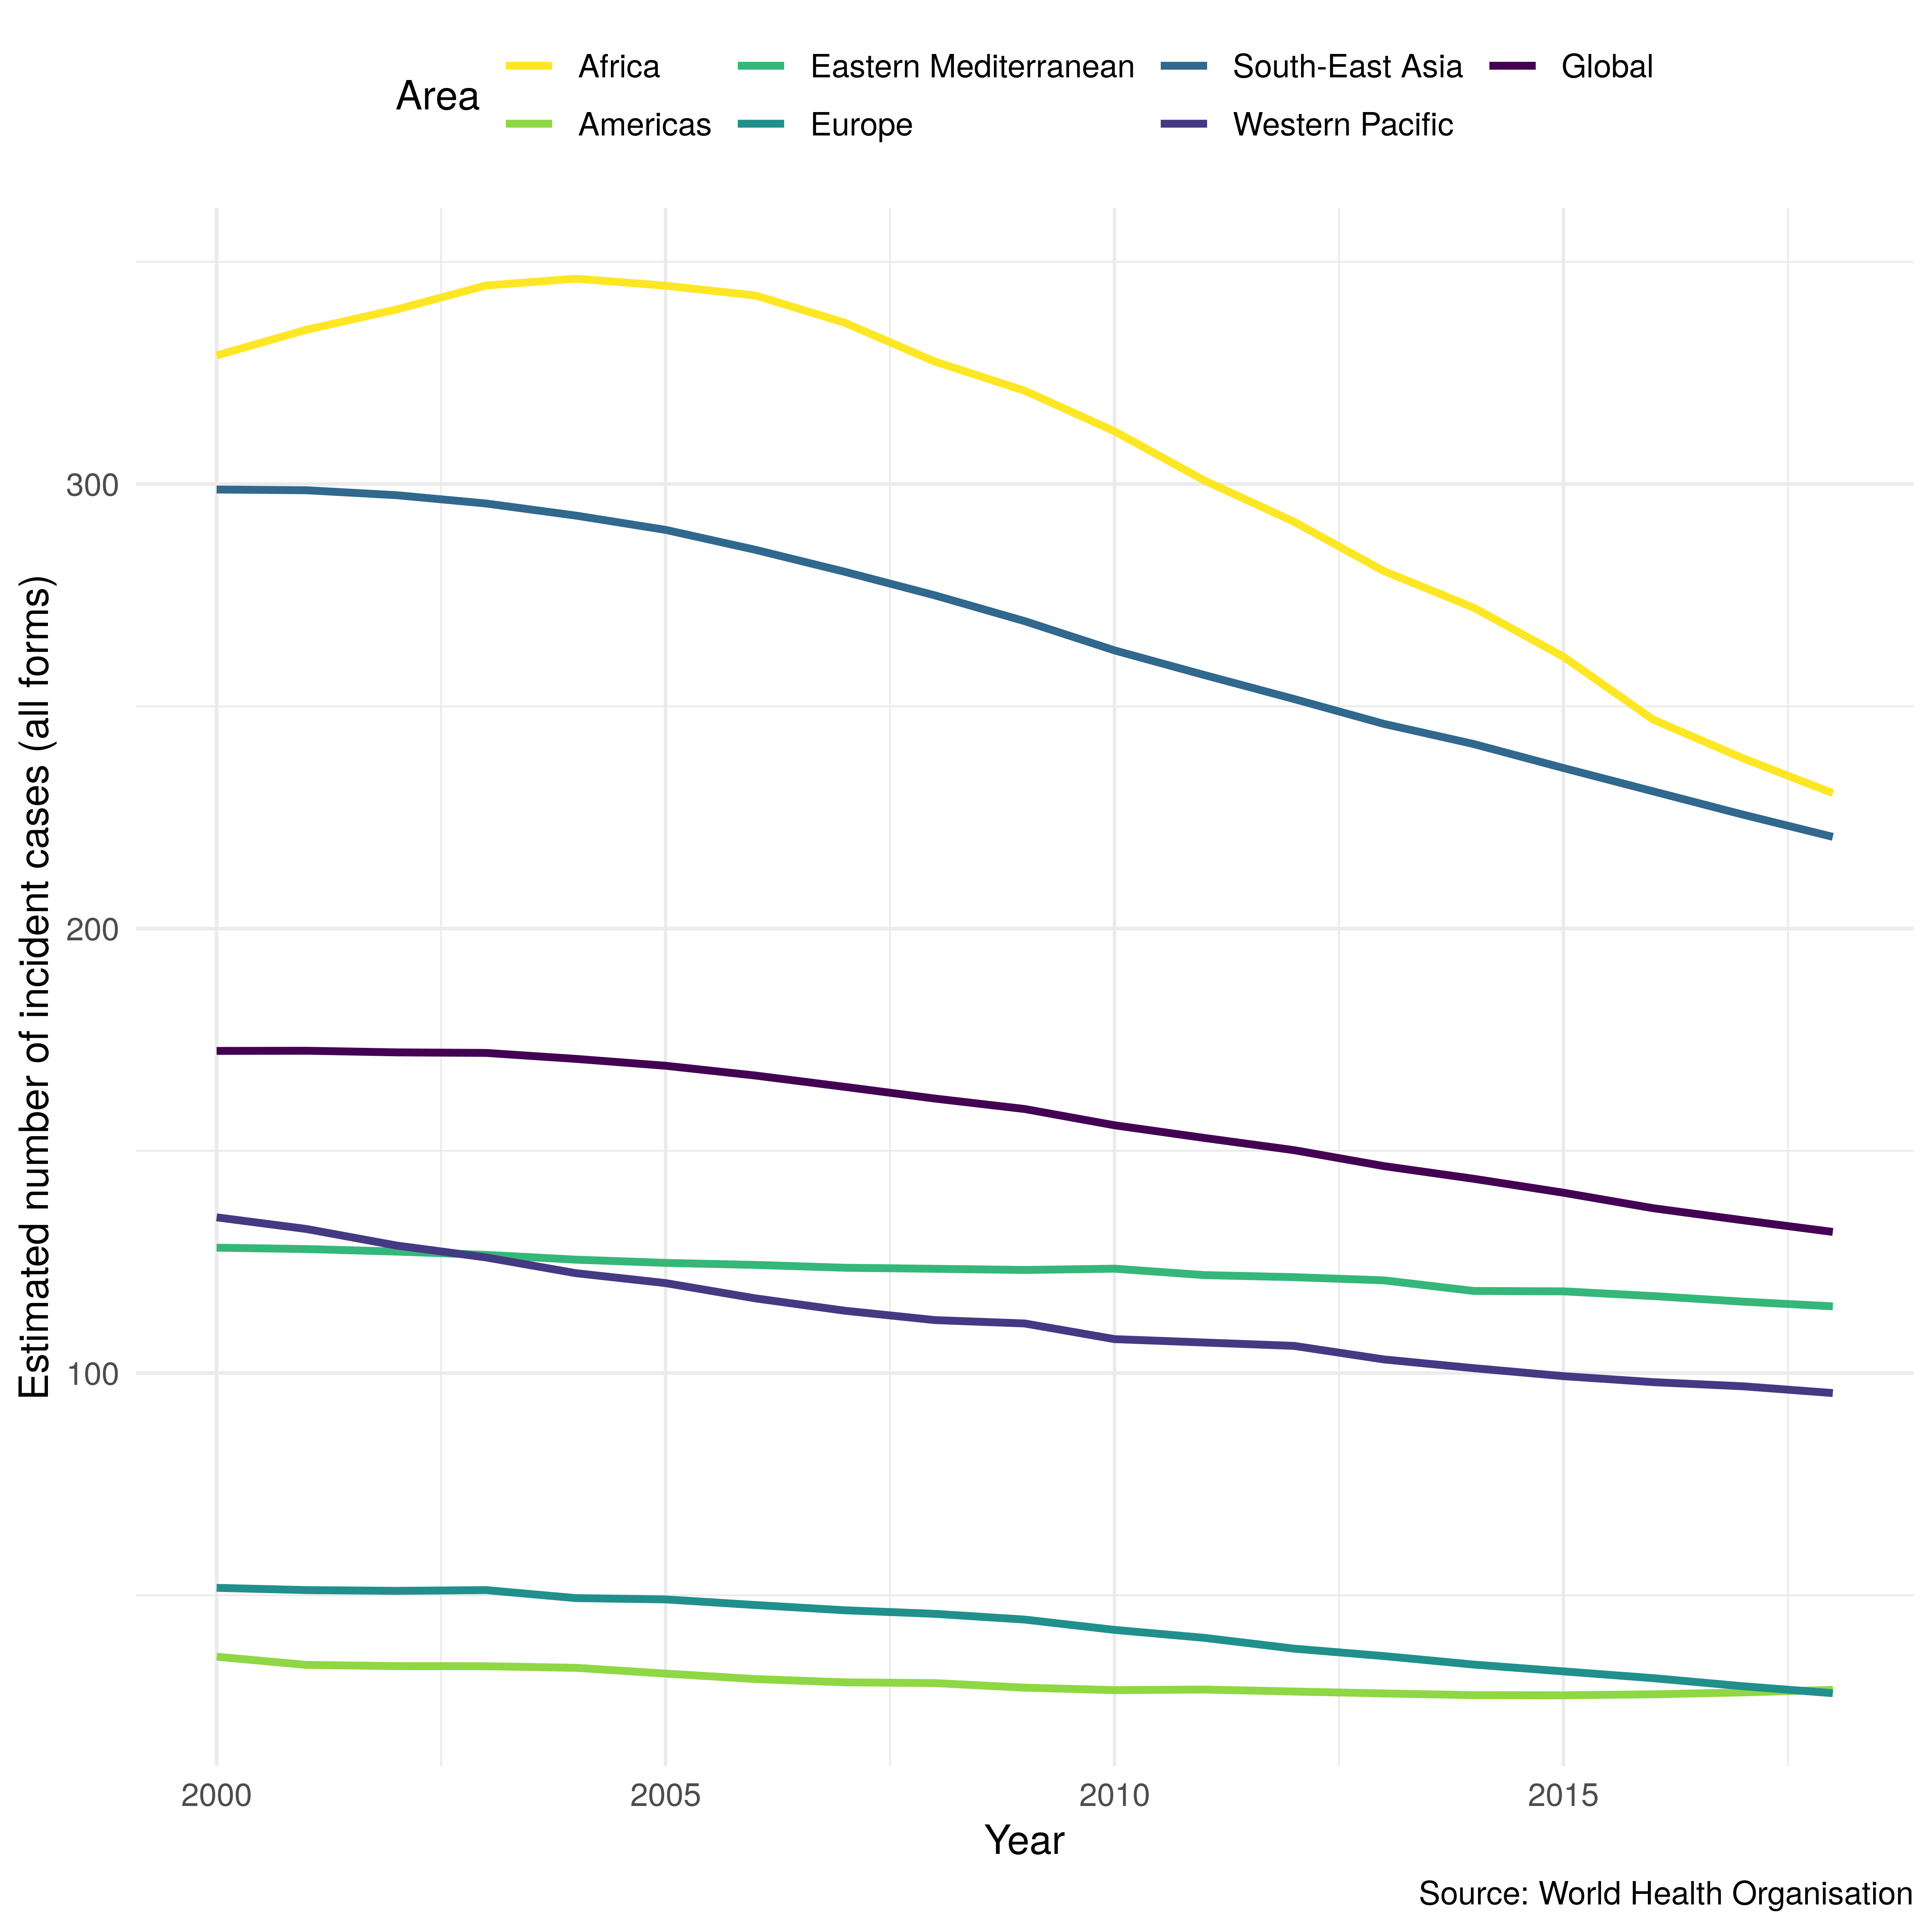 Area
Africa
Eastern Mediterranean
South-East Asia
Global
Americas
Europe
Western Pacific
Estimated number of incident cases (all forms)
300
200
100
2000
2005
2010
2015
Year
Source: World Health Organisation